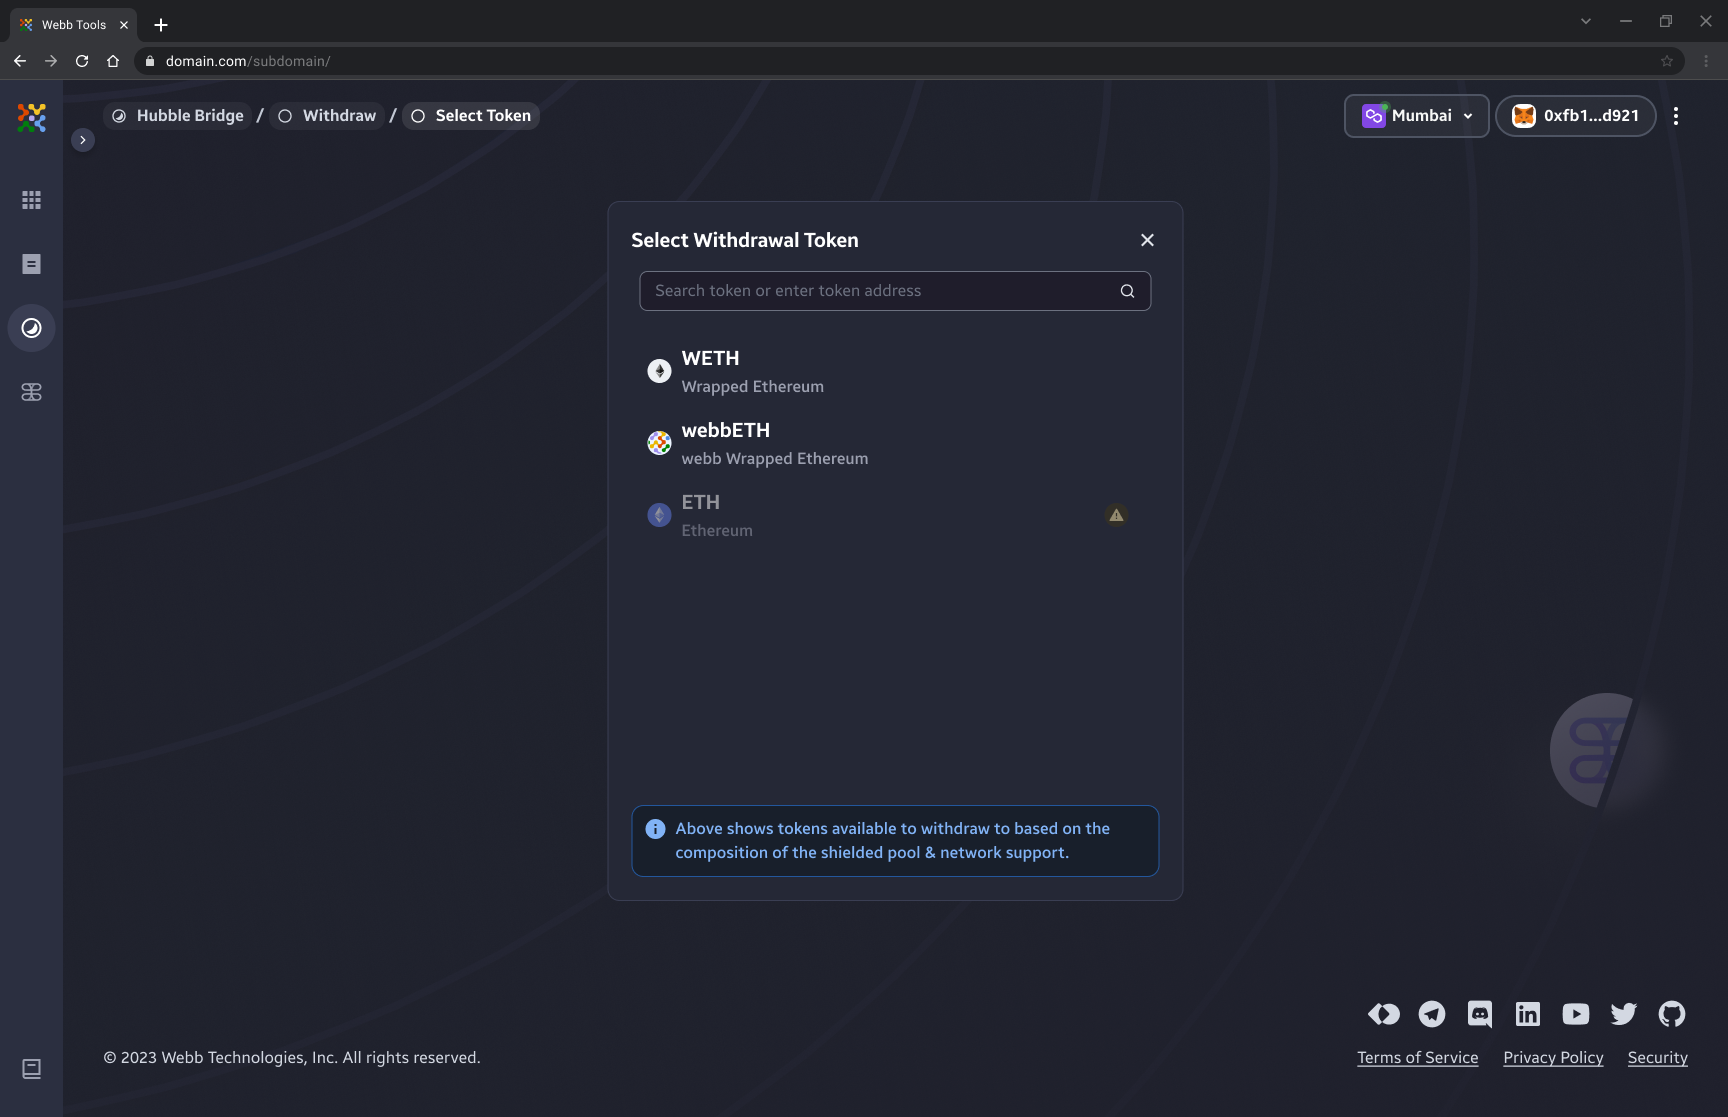 Webb Tools
domain.com/subdomain/
Hubble Bridge / Withdraw / Select Token
Mumbai
0xfb1...d921
Select Withdrawal Token
Search token or enter token address
WETH
Wrapped Ethereum
webbETH
webb Wrapped Ethereum
ETH
Ethereum
Above shows tokens available to withdraw to based on the
composition of the shielded pool & network support.
© 2023 Webb Technologies, Inc. All rights reserved.
Terms of Service
Privacy Policy
Security